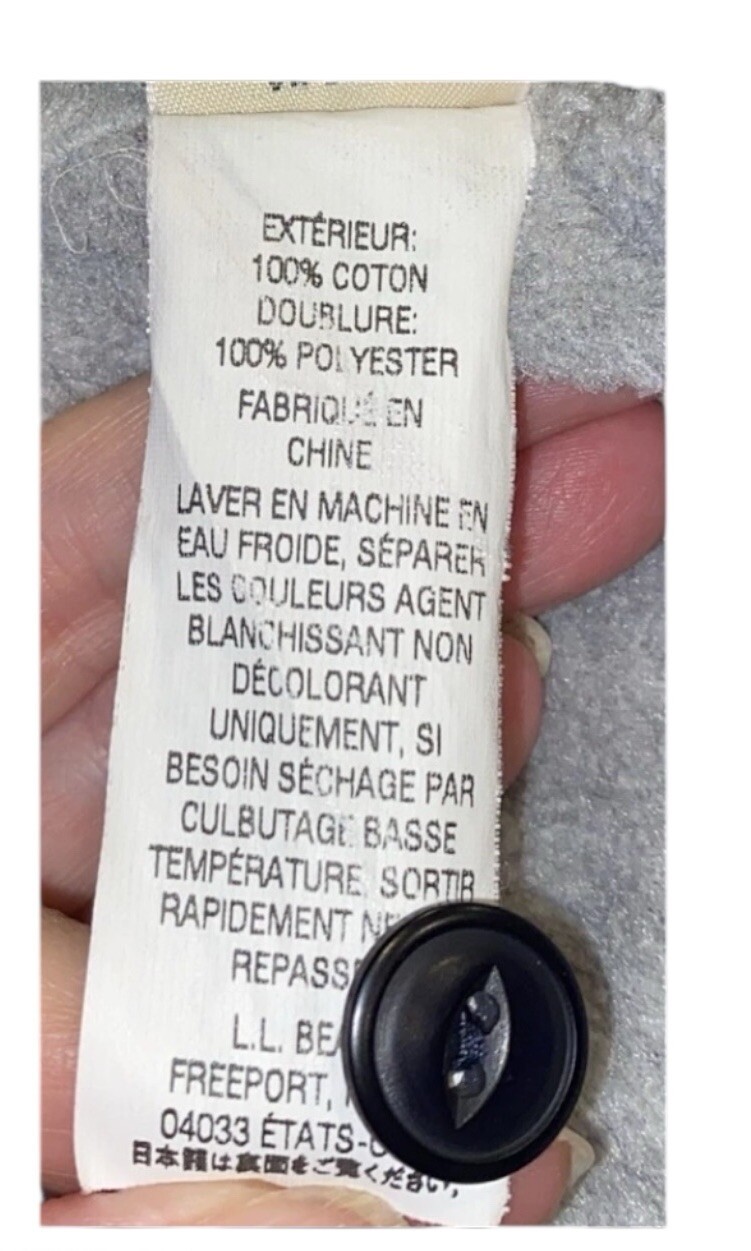 EXTÉRIEUR:
100% COTON
DOUBLURE:
100% POLYESTER
FABRIQUÉ EN
CHINE
LAVER EN MACHINE EN
EAU FROIDE, SÉPARER
LES COULEURS AGENT
BLANCHISSANT NON
DÉCOLORANT
UNIQUEMENT, SI
BESOIN SÉCHAGE PAR
CULBUTAGE BASSE
TEMPÉRATURE, SORTIR
RAPIDEMENT
L.L.
FREEPORT,
04033
日本語は裏面をご覧ください。